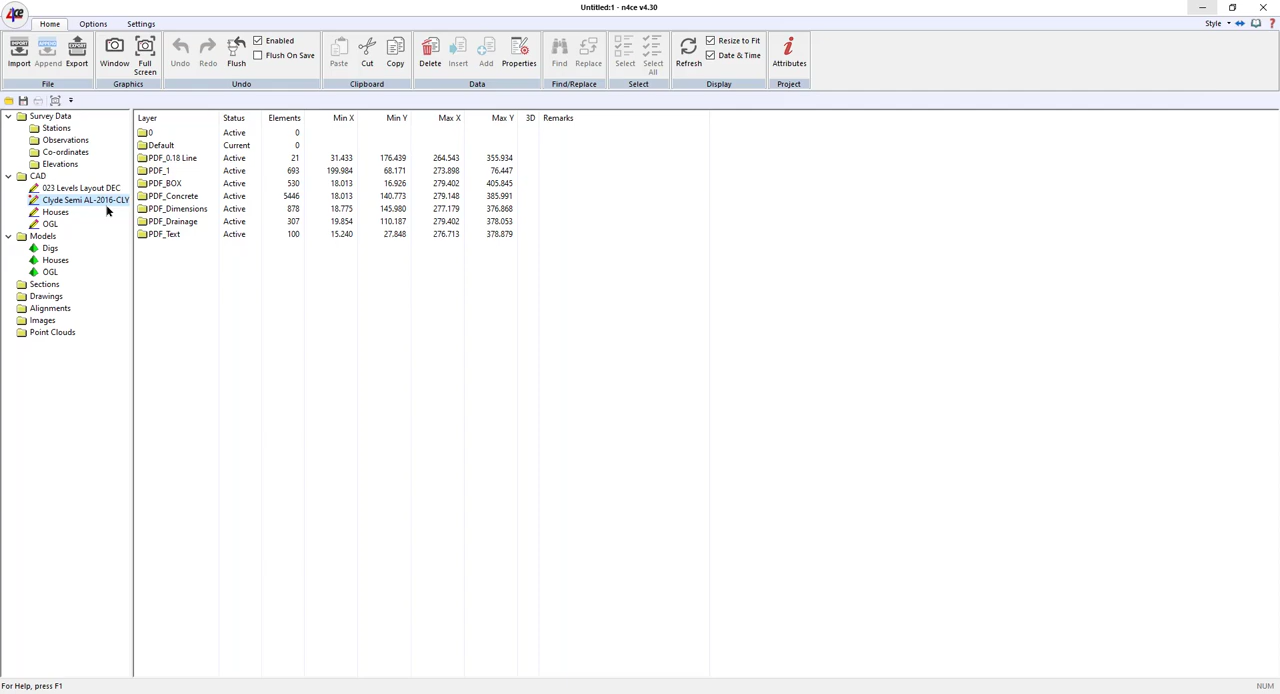 Untitled:1 - n4ce v4.30
4ce
Home Options Settings
Style ?
Import Append Export
Window Full Screen
Undo Redo Flush
Enabled
Flush On Save
Paste Cut Copy
Delete Insert Add Properties
Find Replace
Select Select All
Refresh
Resize to Fit
Date & Time
Attributes
File Graphics Undo Clipboard Data Find/Replace Select Display Project
Survey Data
Stations
Observations
Co-ordinates
Elevations
CAD
023 Levels Layout DEC
Clyde Semi AL-2016-CLY
Houses
OGL
Models
Digs
Houses
OGL
Sections
Drawings
Alignments
Images
Point Clouds
Layer Status Elements Min X Min Y Max X Max Y 3D Remarks
0 Active 0
Default Current 0
PDF_0.18 Line Active 21 31.433 176.439 264.543 355.934
PDF_1 Active 693 199.984 68.171 273.898 76.447
PDF_BOX Active 530 18.013 16.926 279.402 405.845
PDF_Concrete Active 5446 18.013 140.773 279.148 385.991
PDF_Dimensions Active 878 18.775 145.980 277.179 376.868
PDF_Drainage Active 307 19.854 110.187 279.402 378.053
PDF_Text Active 100 15.240 27.848 276.713 378.879
For Help, press F1
NUM